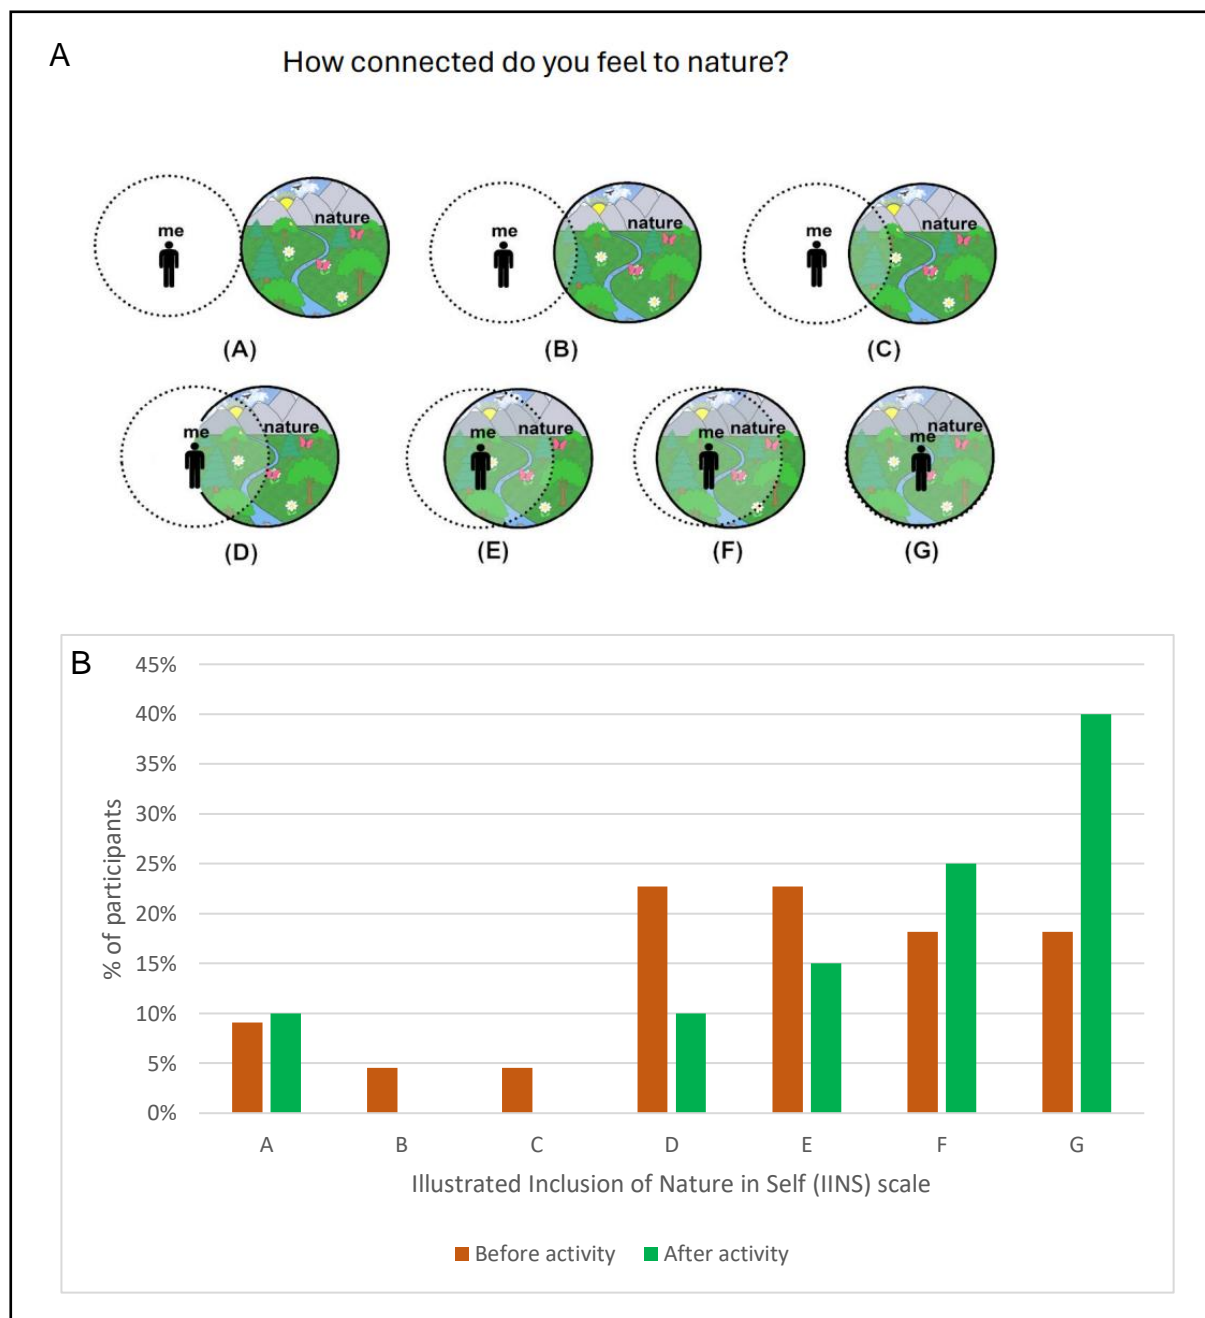 A
How connected do you feel to nature?
me nature
me nature
me nature
(A) (B) (C)
me nature
me nature
me nature
me nature
(D) (E) (F) (G)
B
45%
40%
35%
30%
25%
20%
15%
10%
5%
0%
% of participants
A B C D E F G
Illustrated Inclusion of Nature in Self (IINS) scale
Before activity After activity